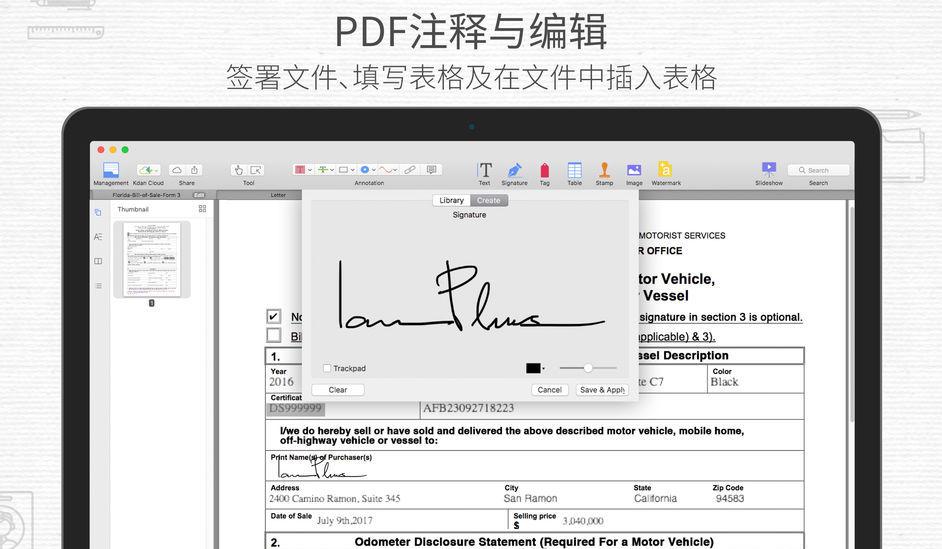 PDF注释与编辑
签署文件、填写表格及在文件中插入表格
Management Kdan Cloud Share Tool Annotation Text Signature Tag Table Stamp Image Watermark Slideshow Search
Search
Florida-Bill-of-Sale-Form 3 Edit Letter
Thumbnail
1
Library Create
Signature
Trackpad
Clear Cancel Save & Apply
MOTORIST SERVICES
R OFFICE
tor Vehicle,
r Vessel
No signature in section 3 is optional.
Bil applicable) & 3).
1. ssel Description
Year Color
2016 te C7 Black
Certificat
DS999999 AFB23092718223
I/we do hereby sell or have sold and delivered the above described motor vehicle, mobile home,
off-highway vehicle or vessel to:
Print Name(s) of Purchaser(s)
Address City State Zip Code
2400 Camino Ramon, Suite 345 San Ramon California 94583
Date of Sale July 9th,2017 Selling price
$ 3,040,000
2. Odometer Disclosure Statement (Required For a Motor Vehicle)